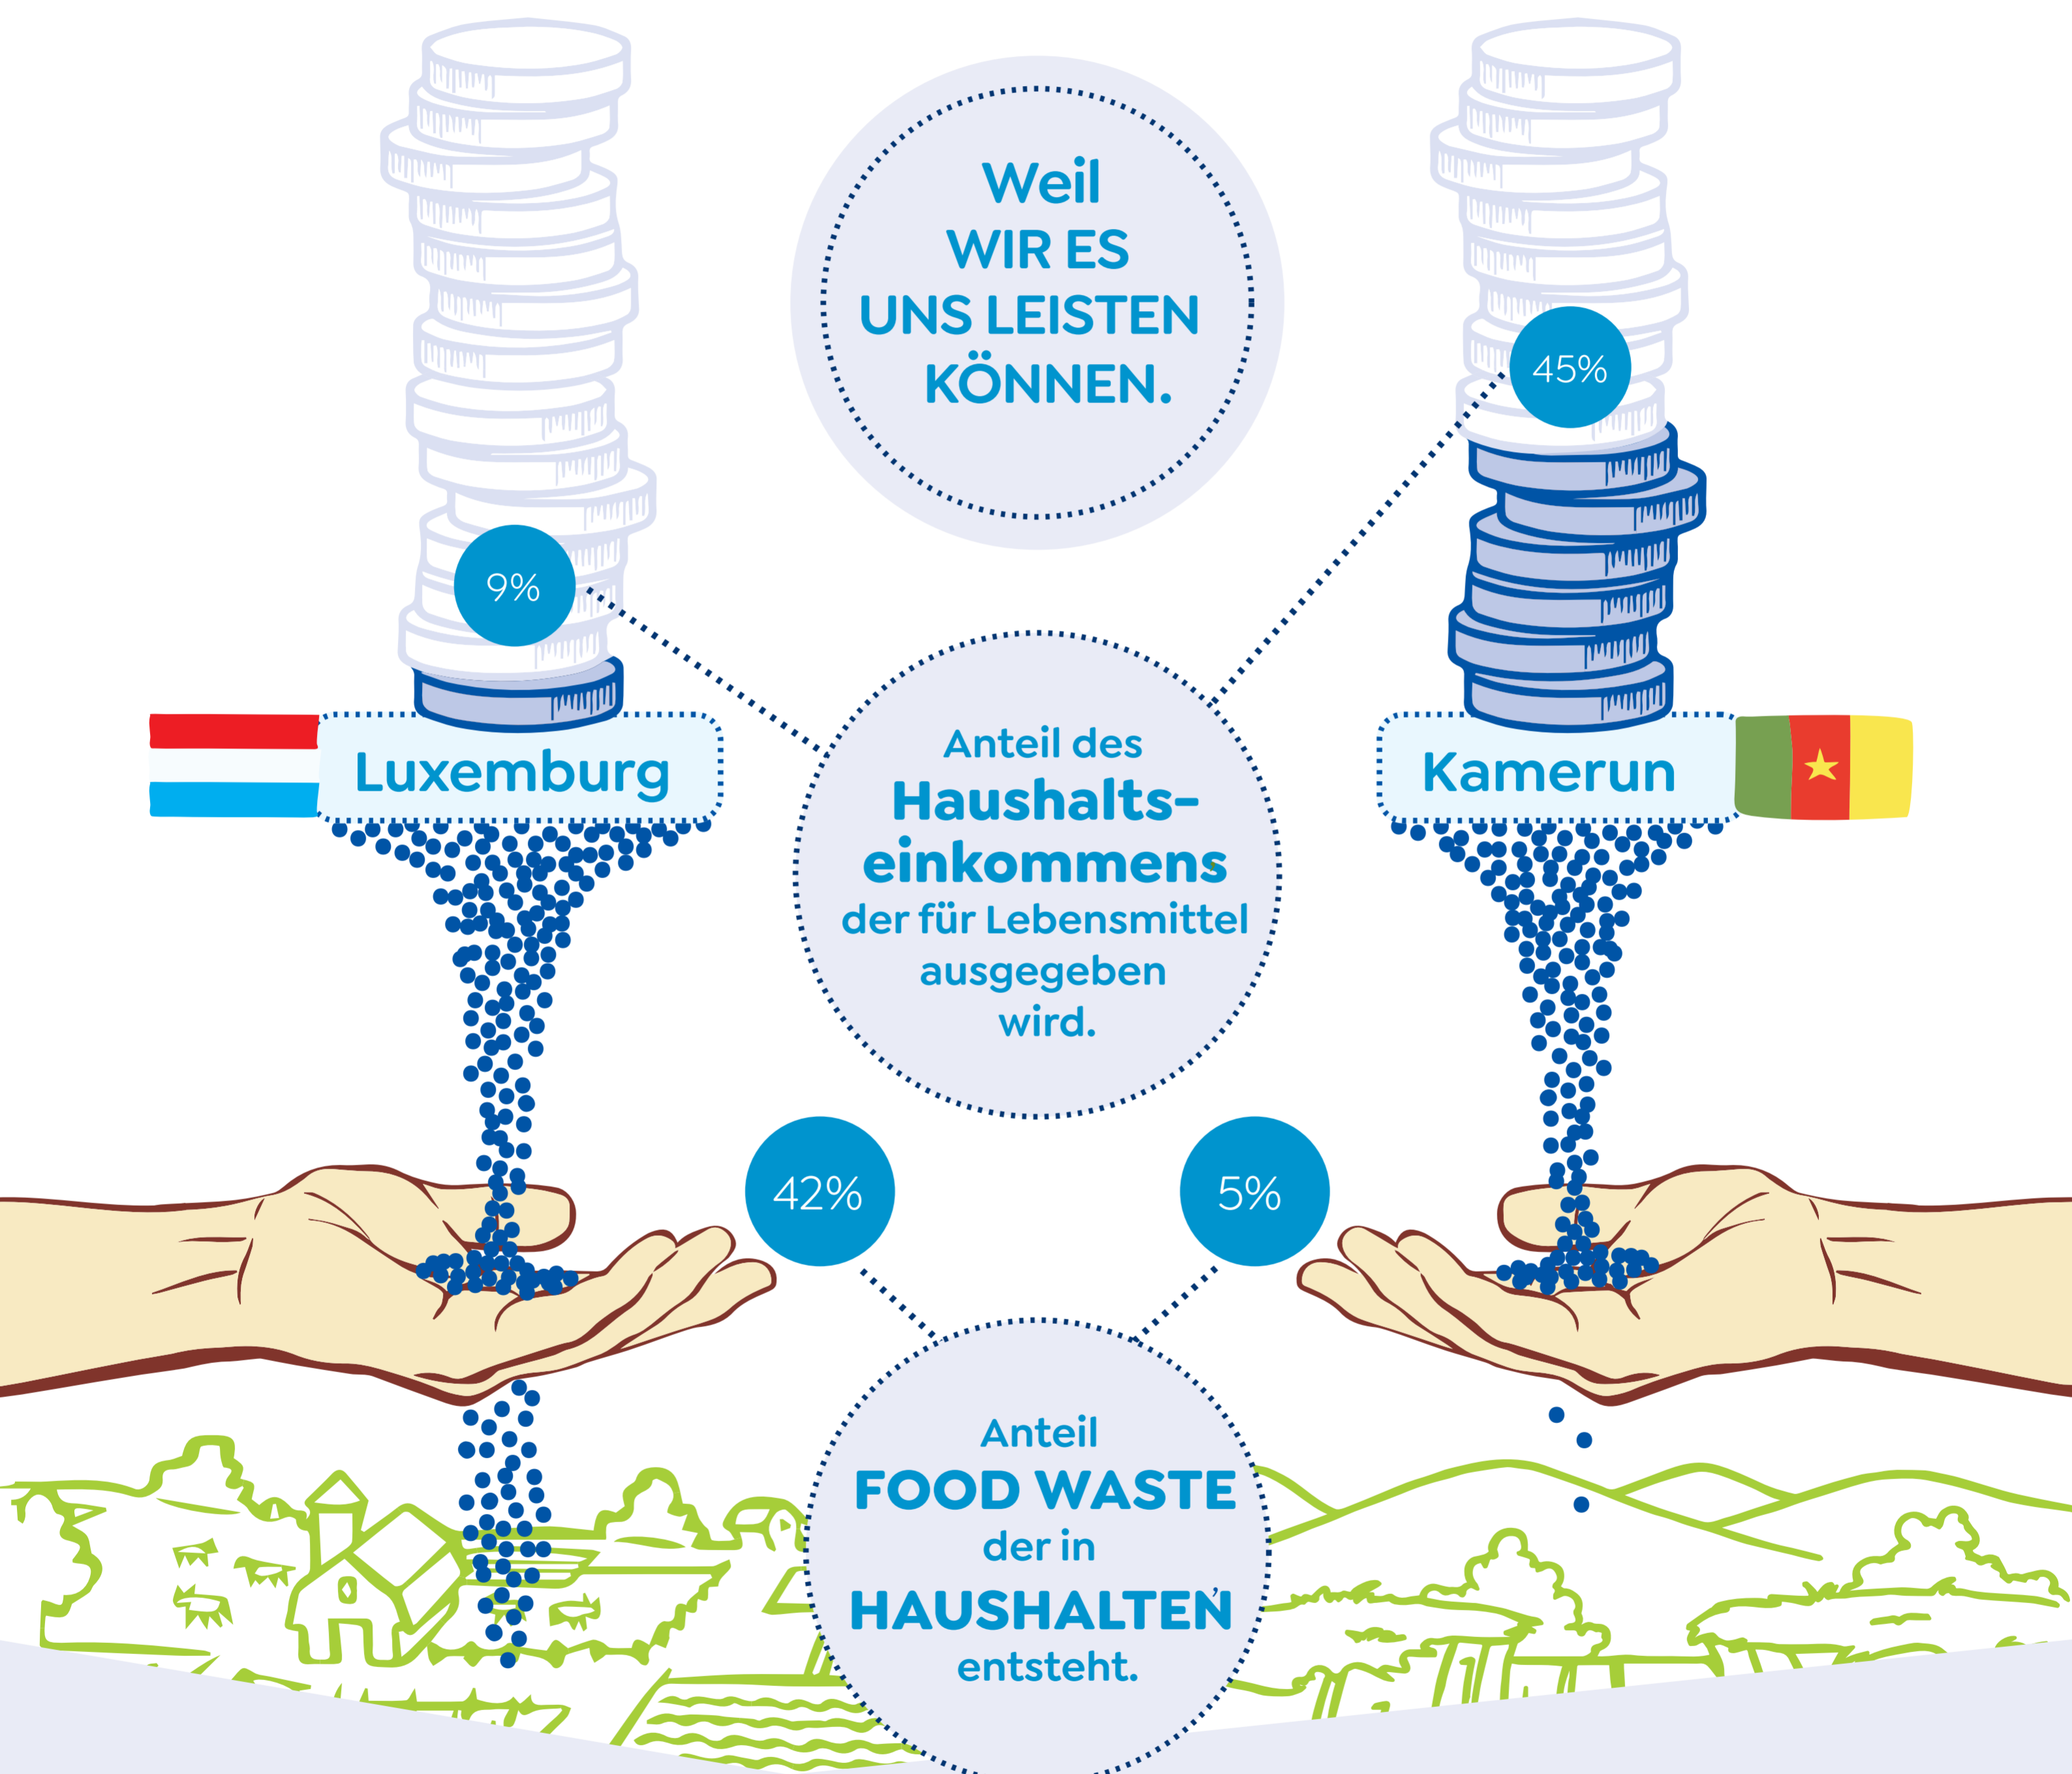 Weil
WIR ES
UNS LEISTEN
KÖNNEN.
45%
9%
Luxemburg
Kamerun
Anteil des
Haushalts-
einkommens
der für Lebensmittel
ausgegeben
wird.
42%
5%
Anteil
FOOD WASTE
der in
HAUSHALTEN
entsteht.